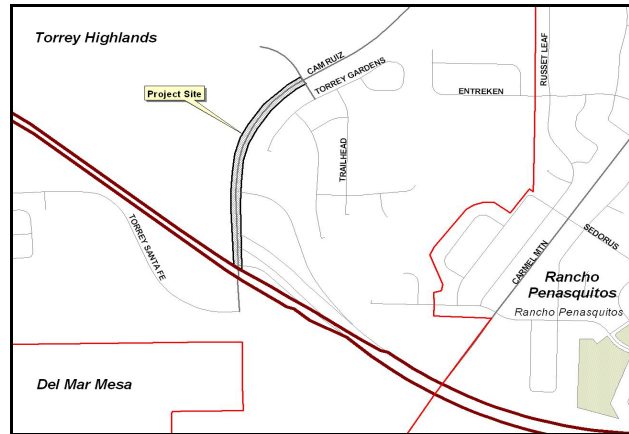 Torrey Highlands
CAM RUIZ
TORREY GARDENS
RUSSET LEAF
Project Site
ENTREKEN
TRAILHEAD
TORREY SANTA FE
SEDORUS
CARMEL MTN
Rancho
Penasquitos
Rancho Penasquitos
Del Mar Mesa